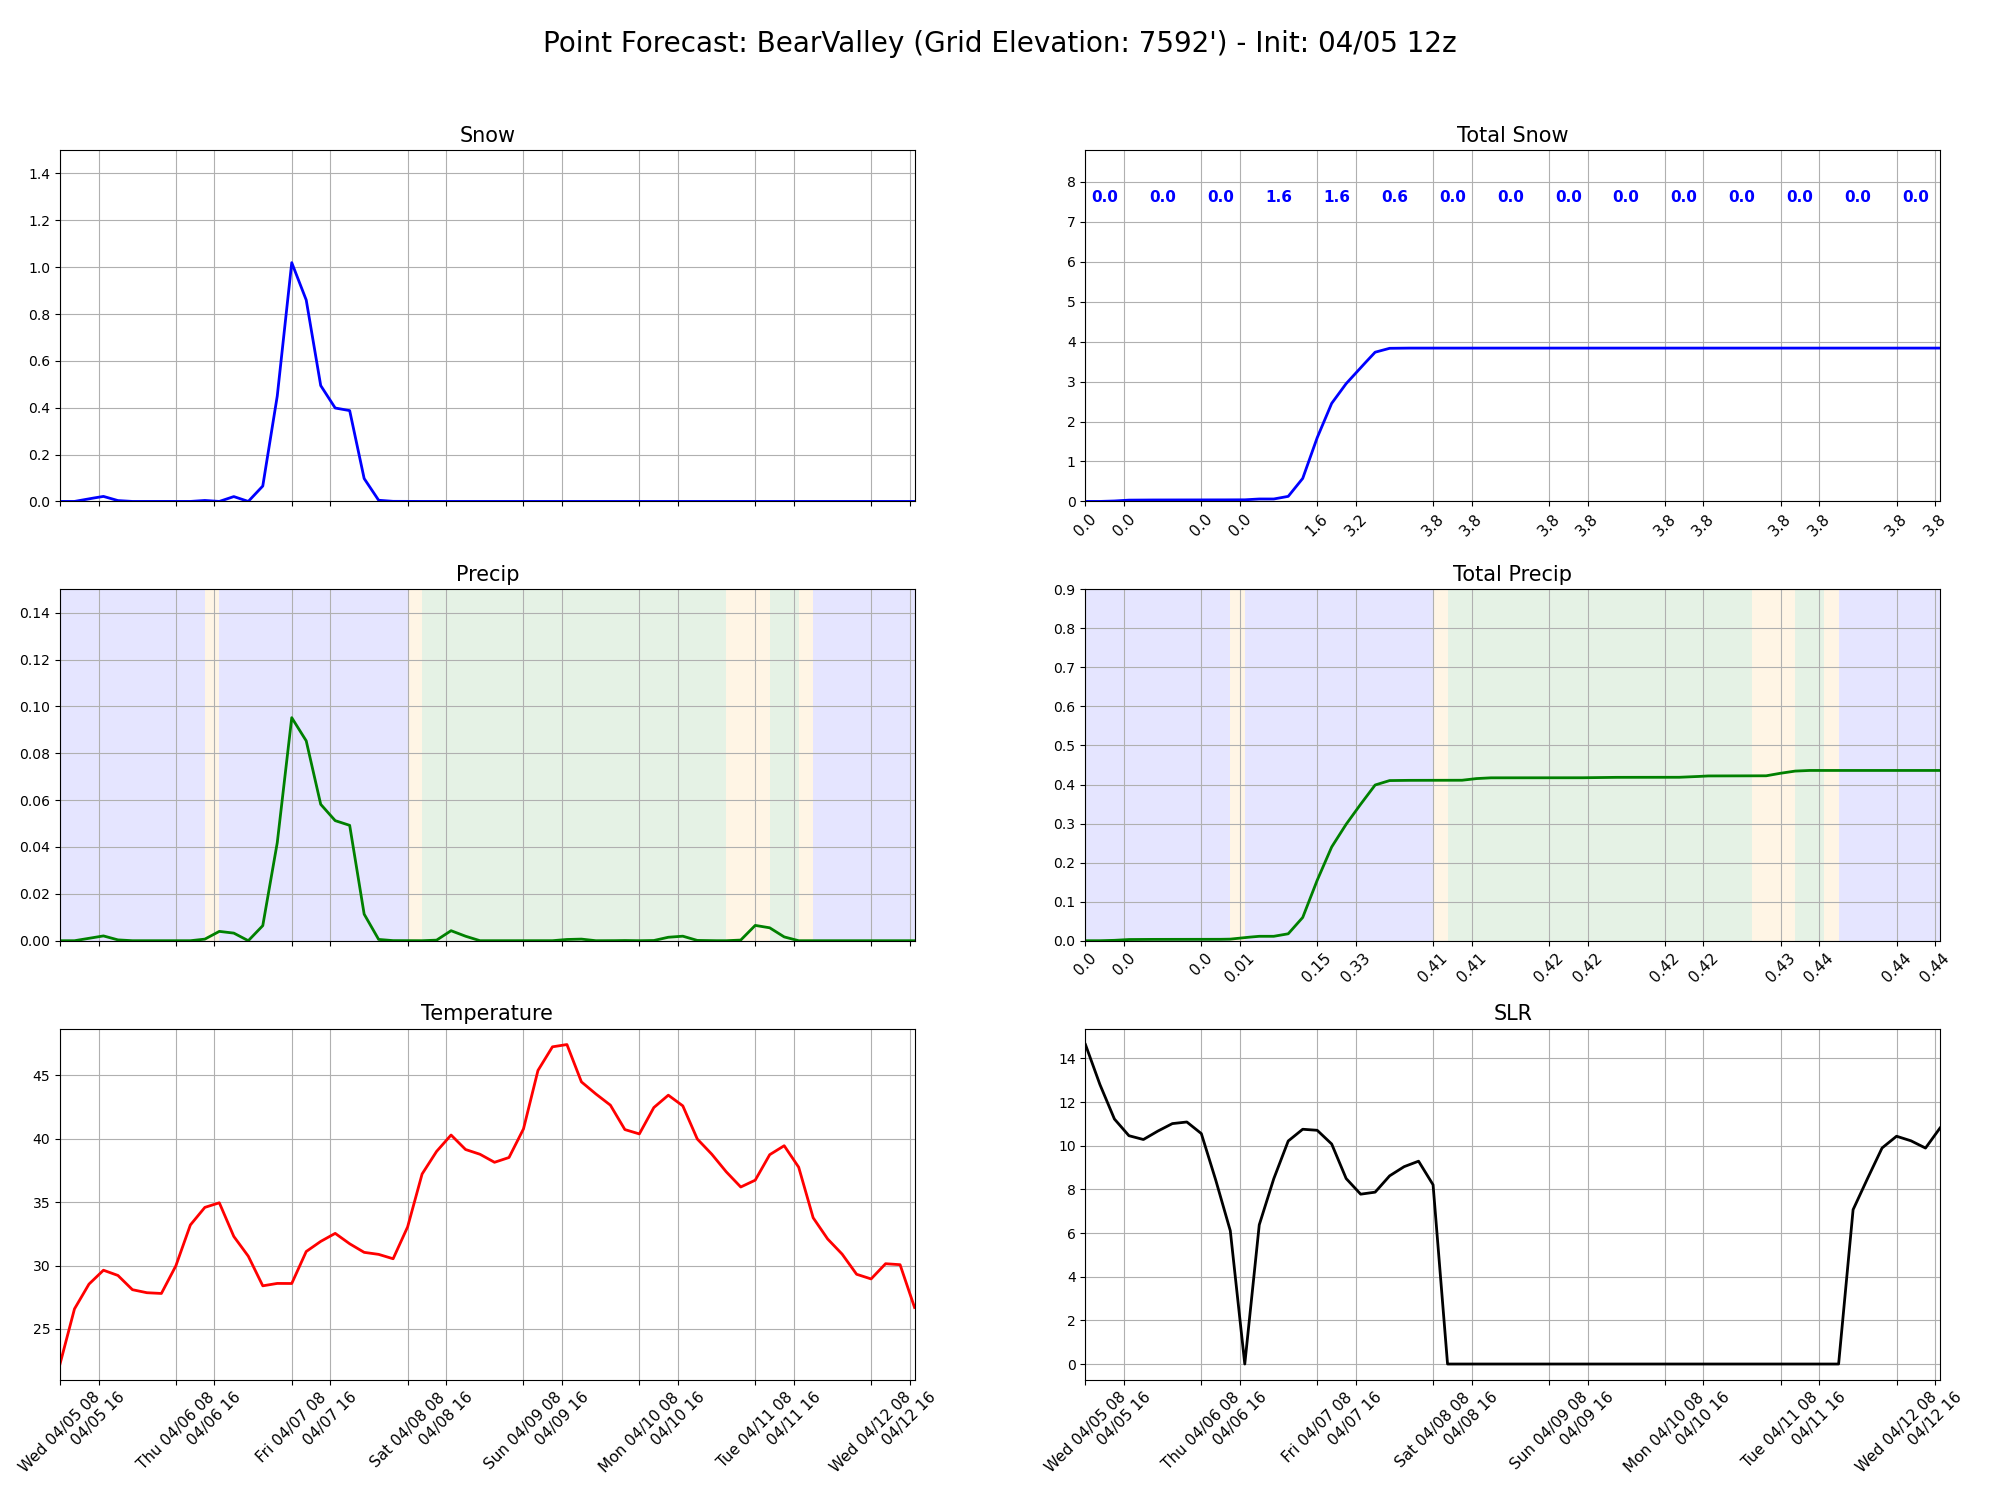 Point Forecast: BearValley (Grid Elevation: 7592') - Init: 04/05 12z
Snow
1.4
1.2
1.0
0.8
0.6
0.4
0.2
0.0
Total Snow
8
7
6
5
4
3
2
1
0
0.0 0.0 0.0 1.6 1.6 0.6 0.0 0.0 0.0 0.0 0.0 0.0 0.0 0.0 0.0
0.0 0.0 0.0 0.0 1.6 3.2 3.8 3.8 3.8 3.8 3.8 3.8 3.8 3.8 3.8 3.8
Precip
0.14
0.12
0.10
0.08
0.06
0.04
0.02
0.00
Total Precip
0.9
0.8
0.7
0.6
0.5
0.4
0.3
0.2
0.1
0.0
0.0 0.0 0.0 0.01 0.15 0.33 0.41 0.41 0.42 0.42 0.42 0.42 0.43 0.44 0.44 0.44
Temperature
45
40
35
30
25
Wed 04/05 08
04/05 16
Thu 04/06 08
04/06 16
Fri 04/07 08
04/07 16
Sat 04/08 08
04/08 16
Sun 04/09 08
04/09 16
Mon 04/10 08
04/10 16
Tue 04/11 08
04/11 16
Wed 04/12 08
04/12 16
SLR
14
12
10
8
6
4
2
0
Wed 04/05 08
04/05 16
Thu 04/06 08
04/06 16
Fri 04/07 08
04/07 16
Sat 04/08 08
04/08 16
Sun 04/09 08
04/09 16
Mon 04/10 08
04/10 16
Tue 04/11 08
04/11 16
Wed 04/12 08
04/12 16